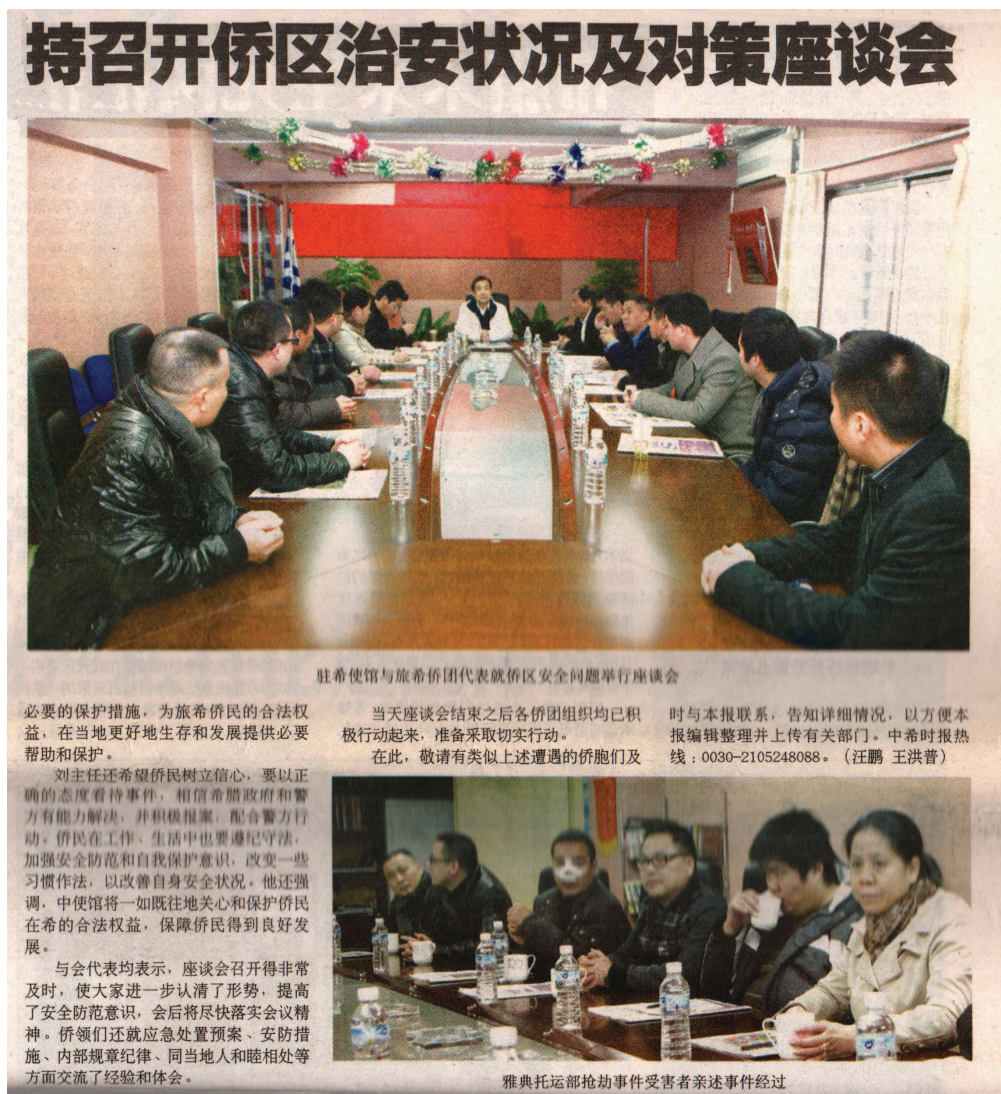 持召开侨区治安状况及对策座谈会
驻希使馆与旅希侨团代表就侨区安全问题举行座谈会
必要的保护措施，为旅希侨民的合法权
益，在当地更好地生存和发展提供必要
帮助和保护。
刘主任还希望侨民树立信心，要以正
确的态度看待事件，相信希腊政府和警
方有能力解决，并积极报案，配合警方行
动。侨民在工作、生活中也要遵纪守法，
加强安全防范和自我保护意识，改变一些
习惯作法，以改善自身安全状况。他还强
调，中使馆将一如既往地关心和保护侨民
在希的合法权益，保障侨民得到良好发
展。
与会代表均表示，座谈会召开得非常
及时，使大家进一步认清了形势，提高
了安全防范意识，会后将尽快落实会议精
神。侨领们还就应急处置预案、安防措
施、内部规章纪律、同当地人和睦相处等
方面交流了经验和体会。
当天座谈会结束之后各侨团组织均已积
极行动起来，准备采取切实行动。
在此，敬请有类似上述遭遇的侨胞们及
时与本报联系，告知详细情况，以方便本
报编辑整理并上传有关部门。中希时报热
线：0030-2105248088。（汪鹏 王洪普）
雅典托运部抢劫事件受害者亲述事件经过